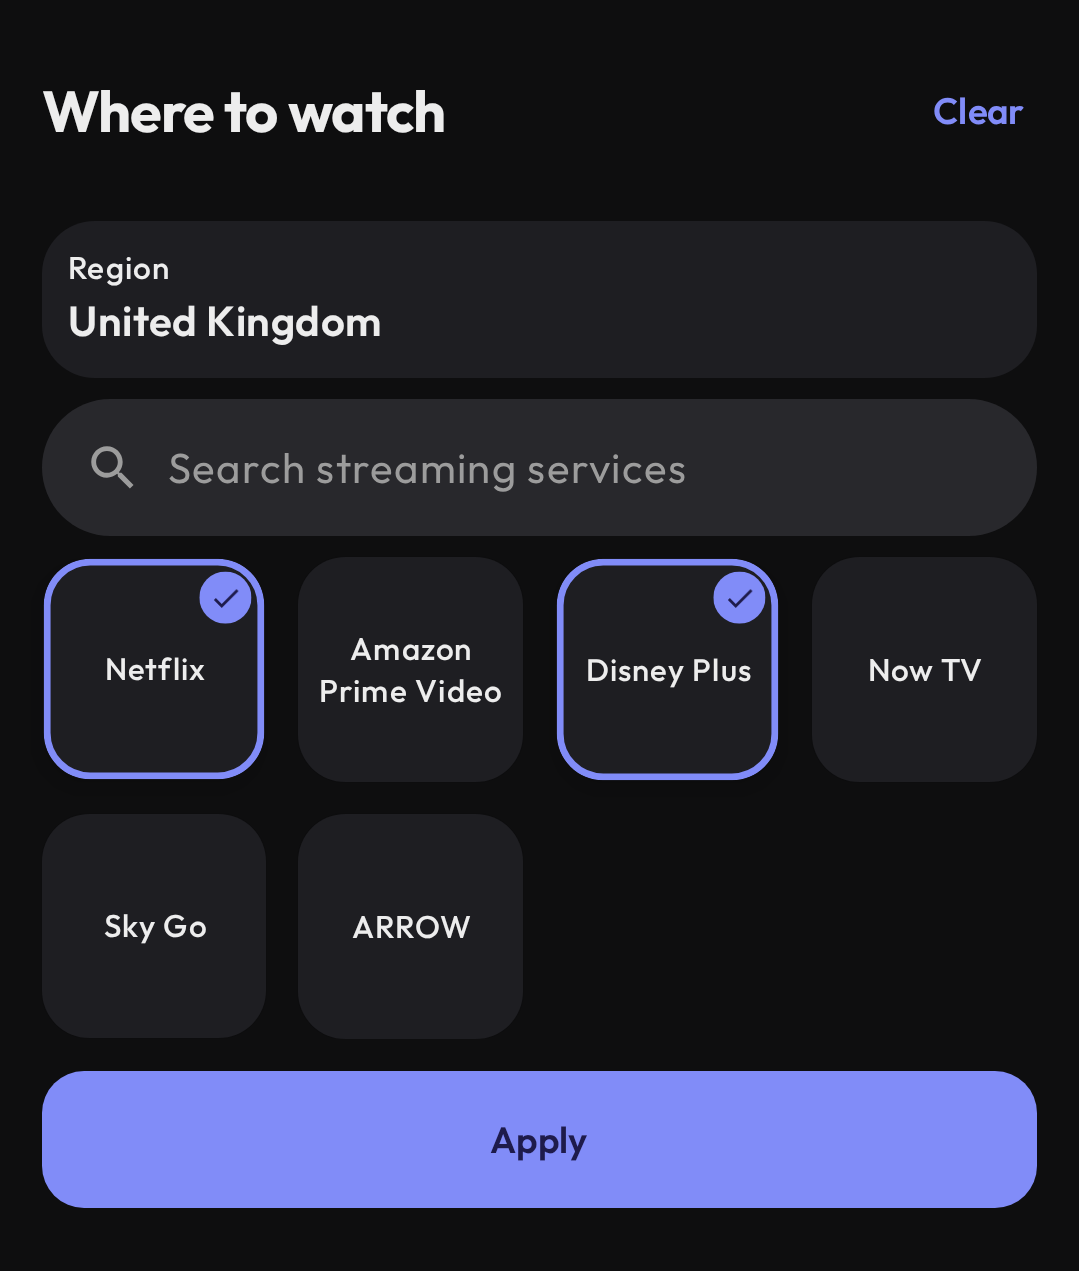 Where to watch
Clear
Region
United Kingdom
Search streaming services
Netflix
Amazon
Prime Video
Disney Plus
Now TV
Sky Go
ARROW
Apply